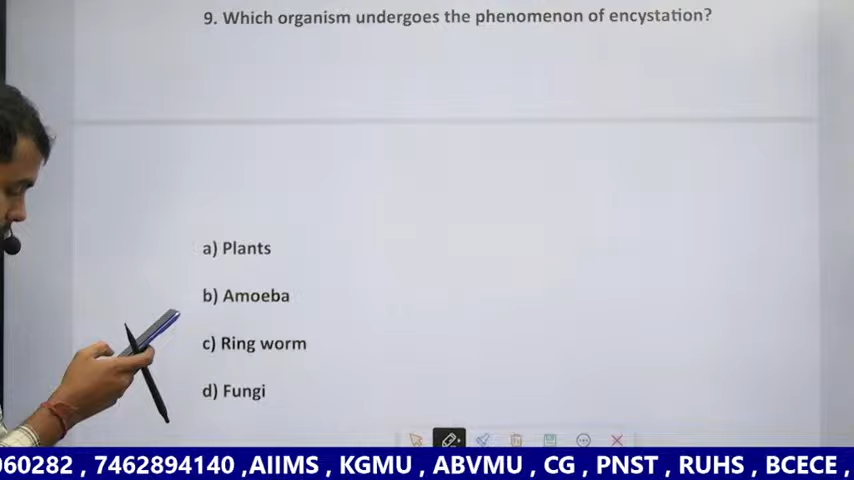 9. Which organism undergoes the phenomenon of encystation?
a) Plants
b) Amoeba
c) Ring worm
d) Fungi
060282 , 7462894140 ,AIIMS , KGMU , ABVMU , CG , PNST , RUHS , BCECE ,